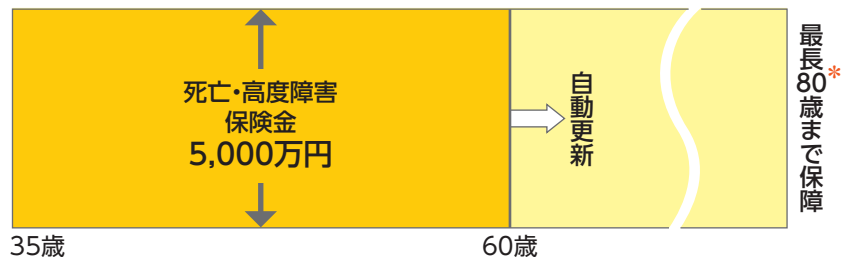 死亡・高度障害
保険金
5,000万円
自動更新
最長80歳まで保障*
35歳
60歳